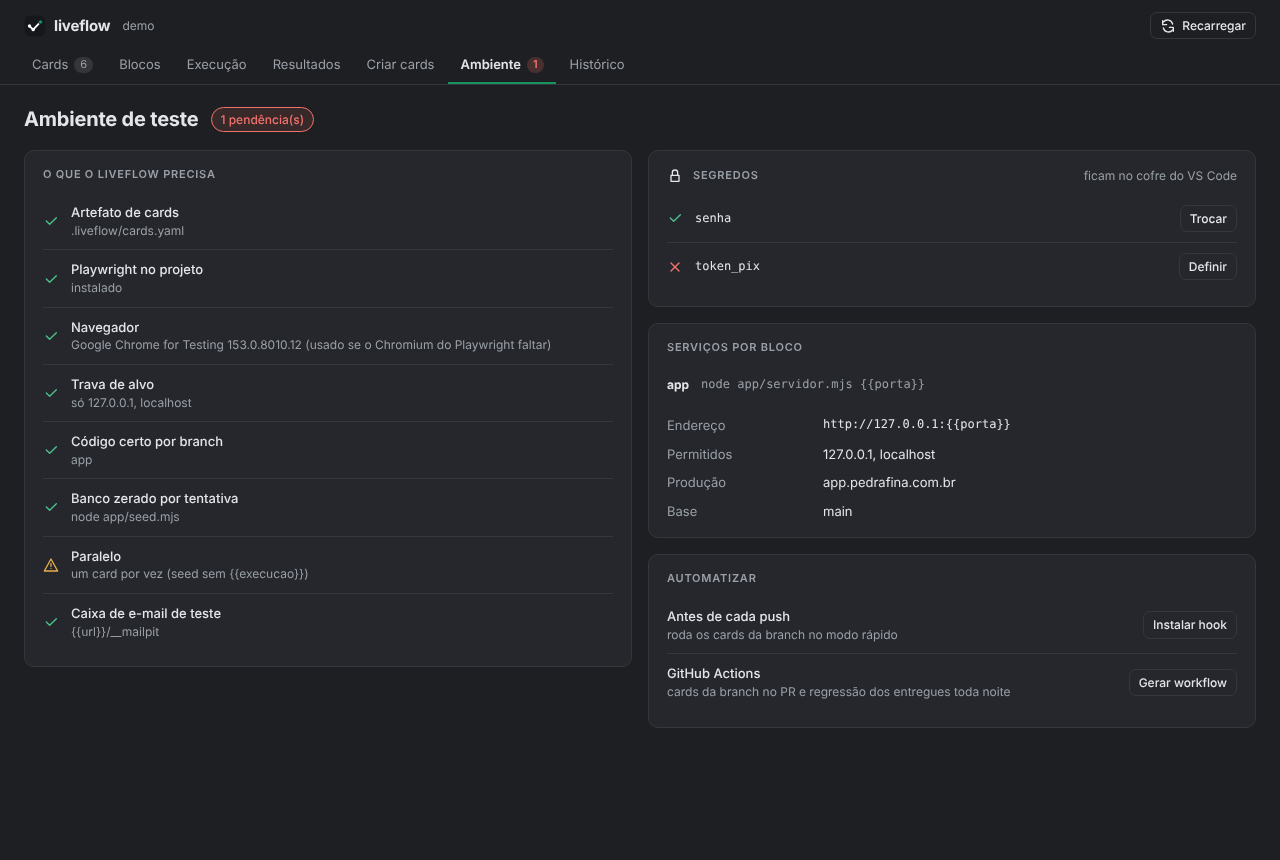 liveflow demo
Recarregar
Cards 6 Blocos Execução Resultados Criar cards Ambiente 1 Histórico
Ambiente de teste 1 pendência(s)
O QUE O LIVEFLOW PRECISA
Artefato de cards
.liveflow/cards.yaml
Playwright no projeto
instalado
Navegador
Google Chrome for Testing 153.0.8010.12 (usado se o Chromium do Playwright faltar)
Trava de alvo
só 127.0.0.1, localhost
Código certo por branch
app
Banco zerado por tentativa
node app/seed.mjs
Paralelo
um card por vez (seed sem {{execucao}})
Caixa de e-mail de teste
{{url}}/__mailpit
SEGREDOS ficam no cofre do VS Code
senha Trocar
token_pix Definir
SERVIÇOS POR BLOCO
app node app/servidor.mjs {{porta}}
Endereço http://127.0.0.1:{{porta}}
Permitidos 127.0.0.1, localhost
Produção app.pedrafina.com.br
Base main
AUTOMATIZAR
Antes de cada push
roda os cards da branch no modo rápido
Instalar hook
GitHub Actions
cards da branch no PR e regressão dos entregues toda noite
Gerar workflow